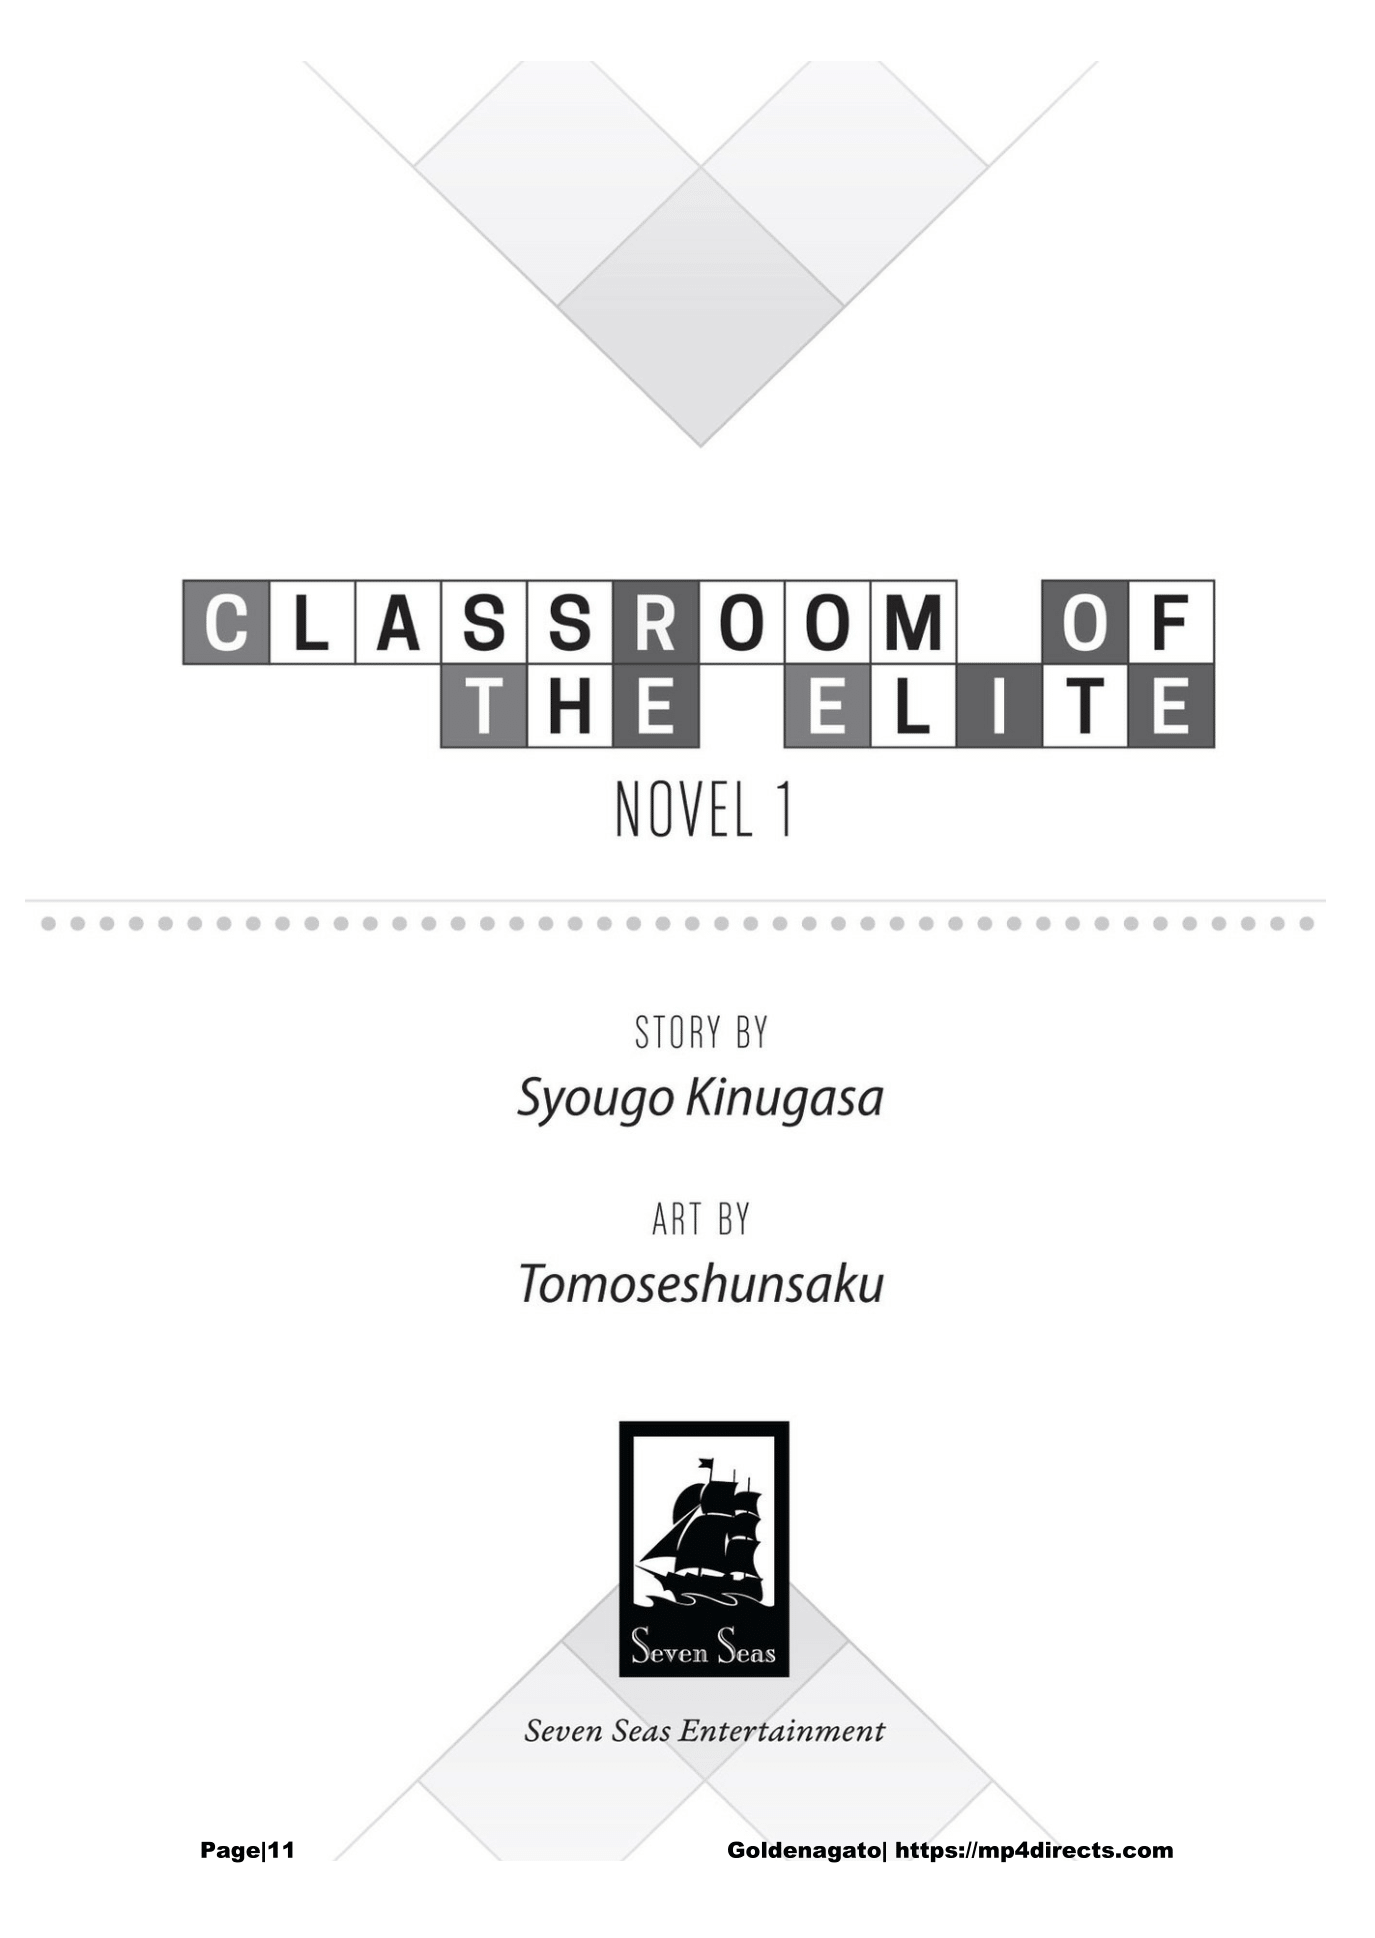 CLASSROOM OF
THE ELITE
NOVEL 1
STORY BY
Syougo Kinugasa
ART BY
Tomoseshunsaku
Seven Seas
Seven Seas Entertainment
Page|11 Goldenagato| https://mp4directs.com